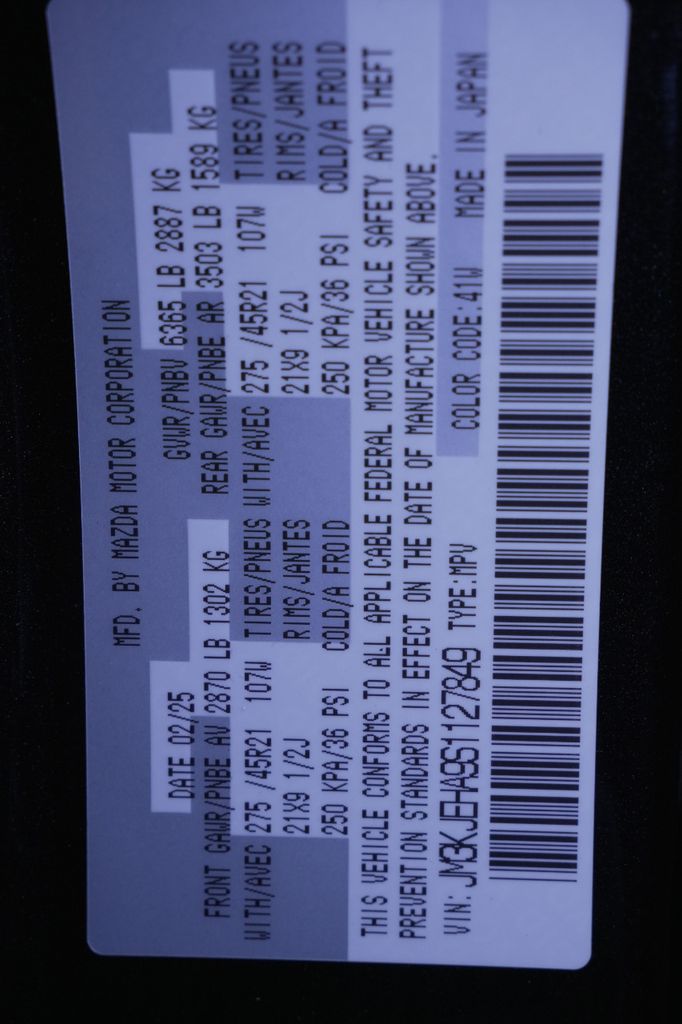 MFD. BY MAZDA MOTOR CORPORATION
DATE 02/25 GVWR/PNBV 6365 LB 2887 KG
FRONT GAWR/PNBE AV 2870 LB 1302 KG REAR GAWR/PNBE AR 3503 LB 1589 KG
WITH/AVEC 275 /45R21 107W TIRES/PNEUS WITH/AVEC 275 /45R21 107W TIRES/PNEUS
21X9 1/2J RIMS/JANTES 21X9 1/2J RIMS/JANTES
250 KPA/36 PSI COLD/A FROID 250 KPA/36 PSI COLD/A FROID
THIS VEHICLE CONFORMS TO ALL APPLICABLE FEDERAL MOTOR VEHICLE SAFETY AND THEFT
PREVENTION STANDARDS IN EFFECT ON THE DATE OF MANUFACTURE SHOWN ABOVE.
VIN: JM3KJEHA9S1127849 TYPE:MPV COLOR CODE:41W MADE IN JAPAN